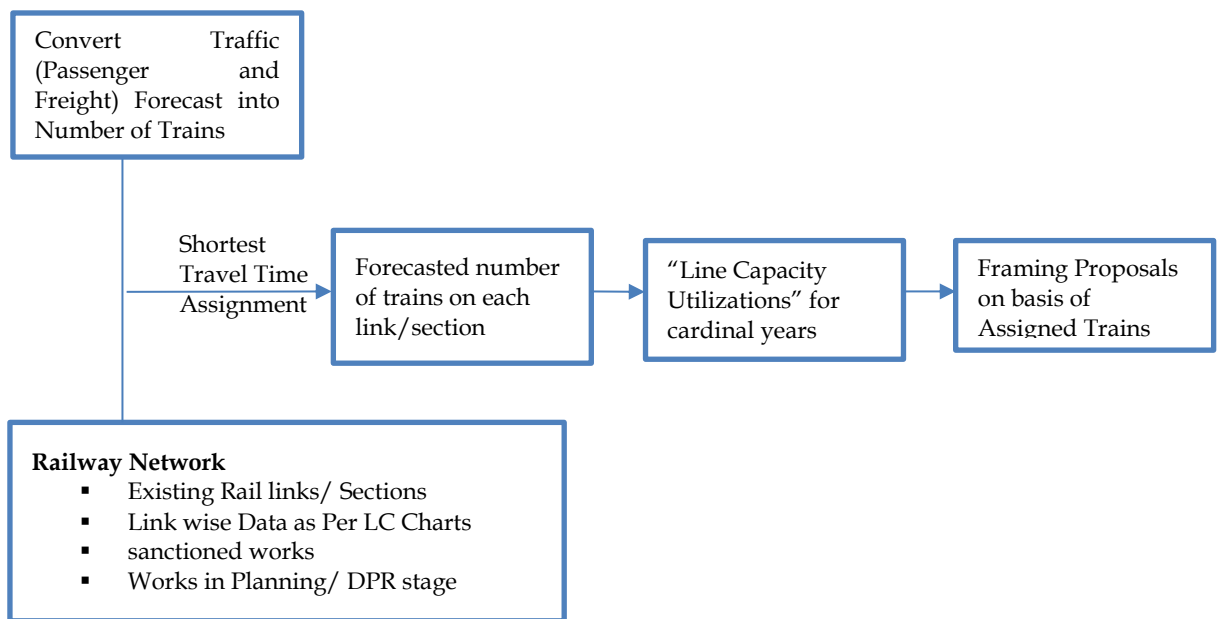 Convert Traffic
(Passenger and
Freight) Forecast into
Number of Trains
Shortest
Travel Time
Assignment
Forecasted number
of trains on each
link/section
“Line Capacity
Utilizations” for
cardinal years
Framing Proposals
on basis of
Assigned Trains
Railway Network
▪ Existing Rail links/ Sections
▪ Link wise Data as Per LC Charts
▪ sanctioned works
▪ Works in Planning/ DPR stage